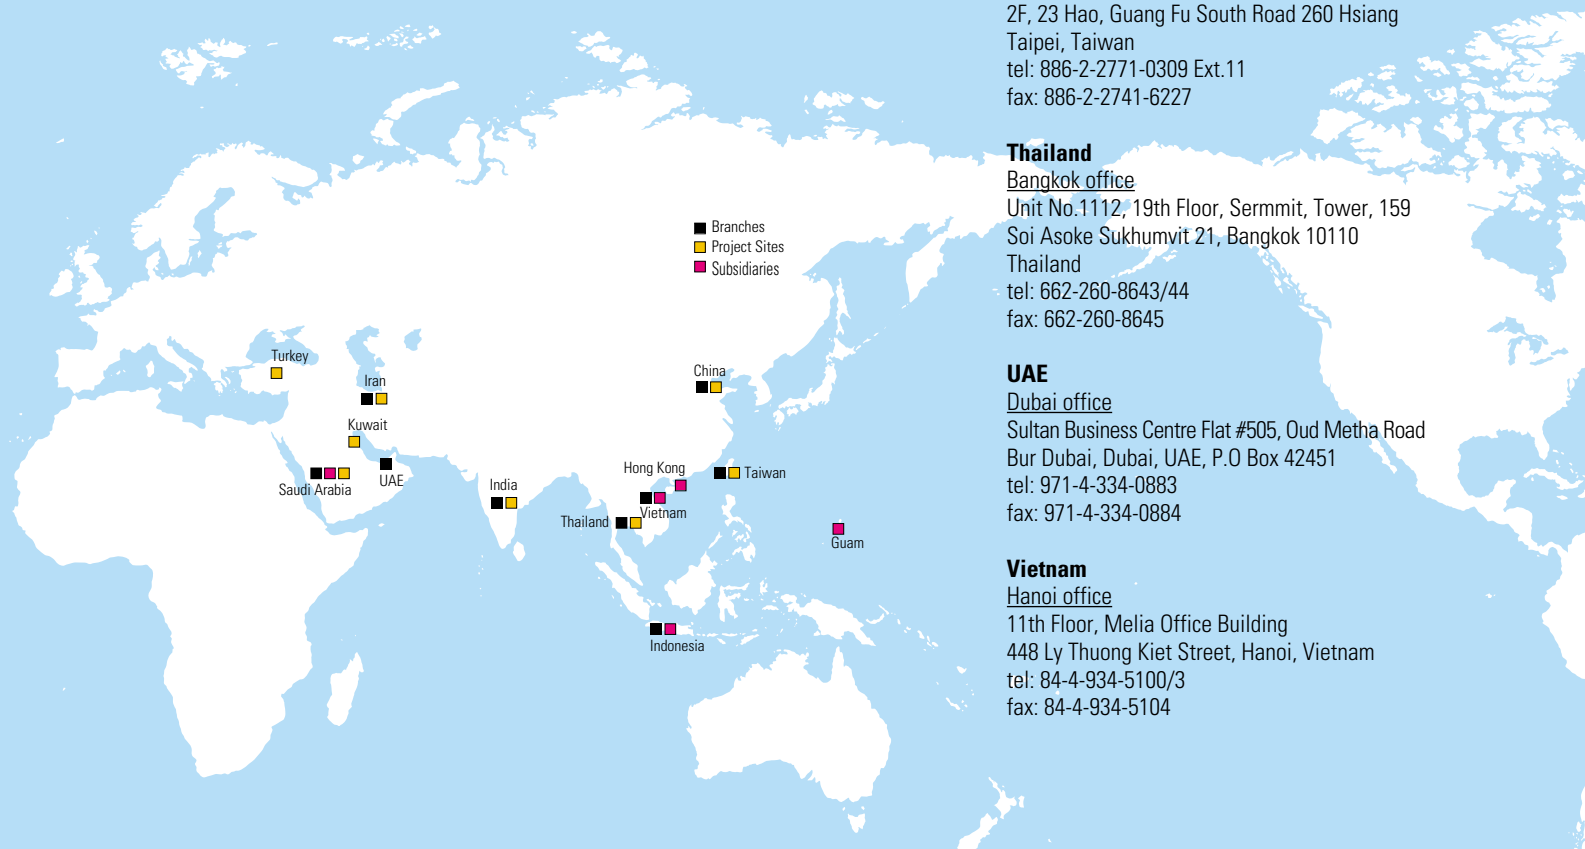 2F, 23 Hao, Guang Fu South Road 260 Hsiang
Taipei, Taiwan
tel: 886-2-2771-0309 Ext.11
fax: 886-2-2741-6227
Thailand
Bangkok office
Unit No.1112, 19th Floor, Sermmit, Tower, 159
Soi Asoke Sukhumvit 21, Bangkok 10110
Thailand
tel: 662-260-8643/44
fax: 662-260-8645
UAE
Dubai office
Sultan Business Centre Flat #505, Oud Metha Road
Bur Dubai, Dubai, UAE, P.O Box 42451
tel: 971-4-334-0883
fax: 971-4-334-0884
Vietnam
Hanoi office
11th Floor, Melia Office Building
448 Ly Thuong Kiet Street, Hanoi, Vietnam
tel: 84-4-934-5100/3
fax: 84-4-934-5104
Branches
Project Sites
Subsidiaries
Turkey
Iran
Kuwait
Saudi Arabia
UAE
India
China
Hong Kong
Taiwan
Vietnam
Thailand
Guam
Indonesia